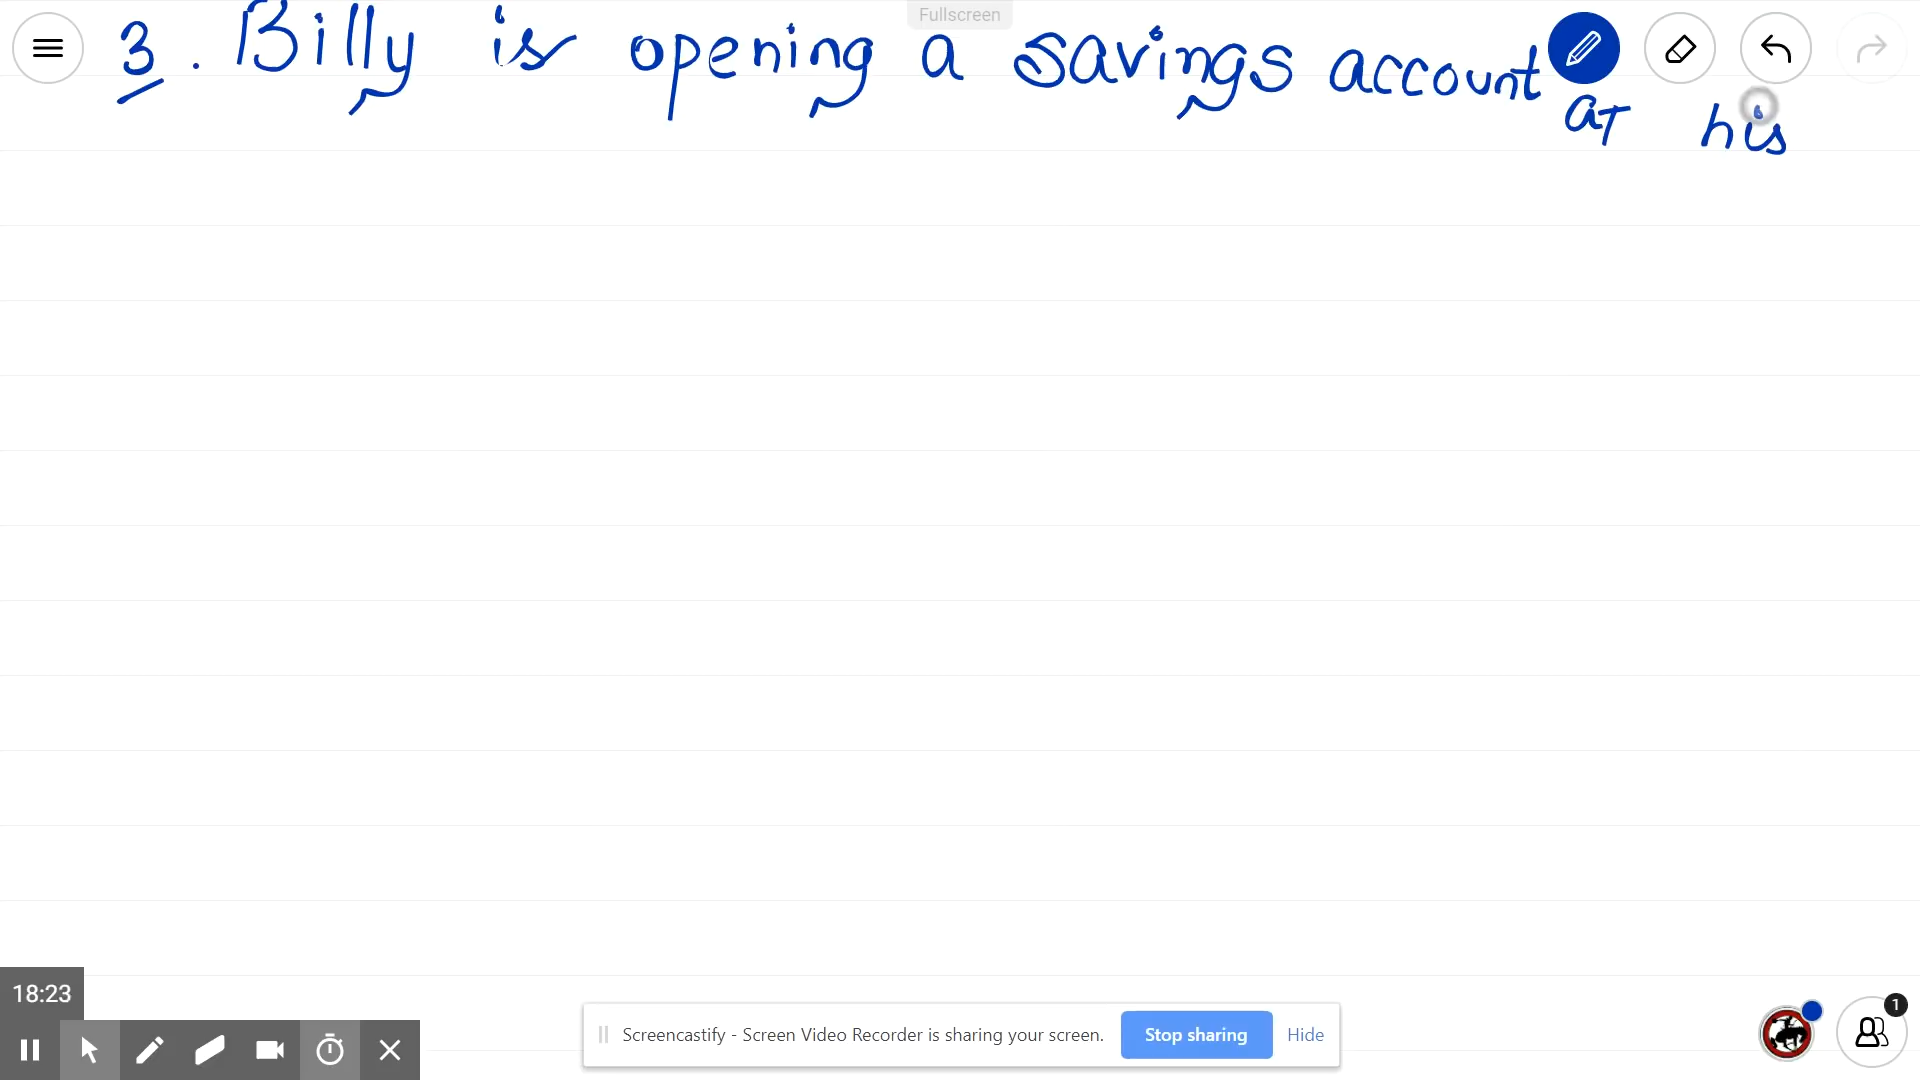 Fullscreen
3. Billy is opening a savings account at his
18:23
Screencastify - Screen Video Recorder is sharing your screen. Stop sharing Hide
1